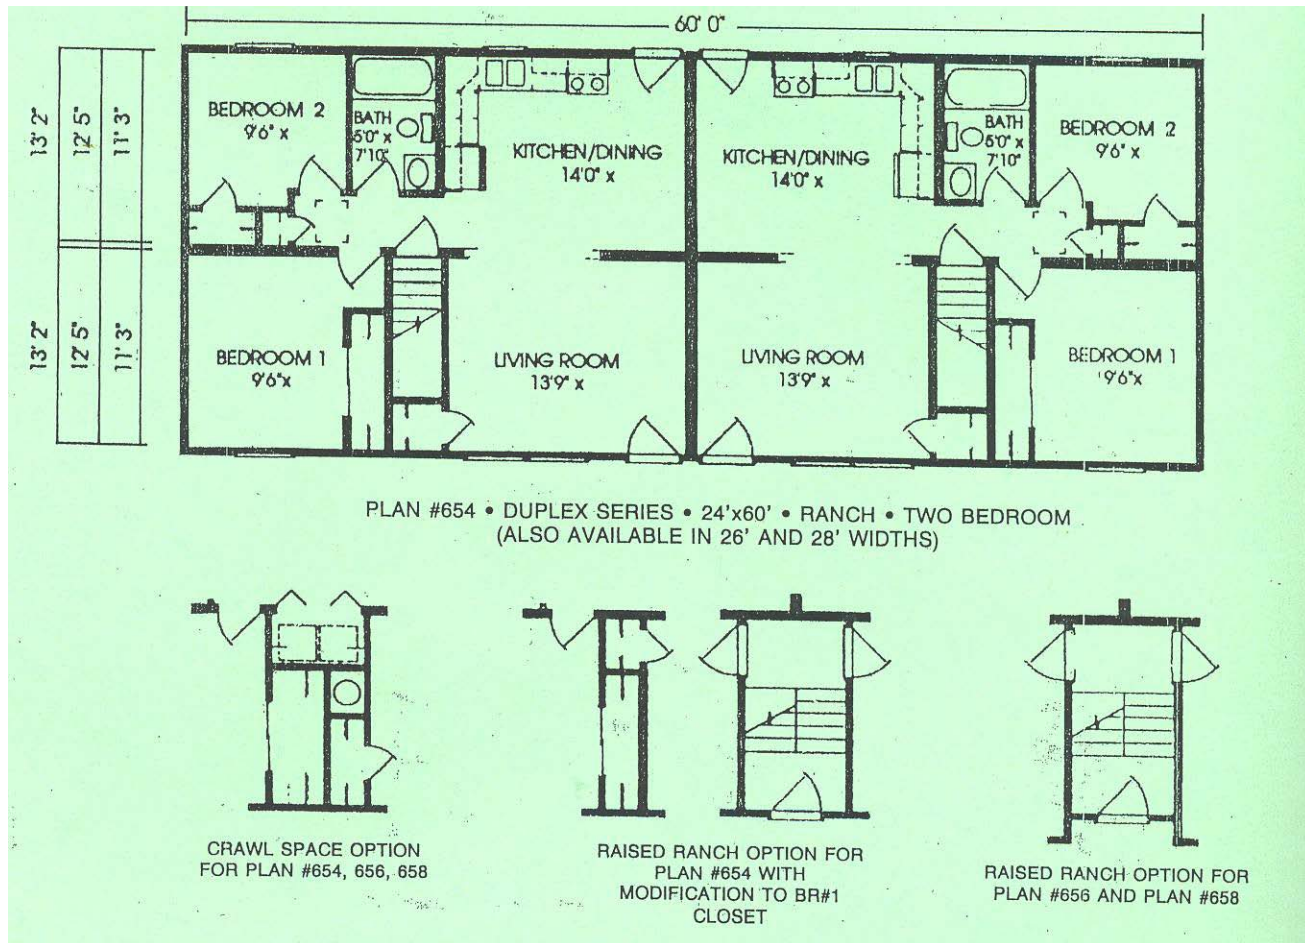 60' 0"
13' 2"
12' 5"
11' 3"
13' 2"
12' 5"
11' 3"
BEDROOM 2
9'6" x
BATH
5'0" x
7'10"
KITCHEN/DINING
14'0" x
KITCHEN/DINING
14'0" x
BATH
5'0" x
7'10"
BEDROOM 2
9'6" x
BEDROOM 1
9'6"x
LIVING ROOM
13'9" x
LIVING ROOM
13'9" x
BEDROOM 1
9'6"x
PLAN #654 • DUPLEX SERIES • 24'x60' • RANCH • TWO BEDROOM
(ALSO AVAILABLE IN 26' AND 28' WIDTHS)
CRAWL SPACE OPTION
FOR PLAN #654, 656, 658
RAISED RANCH OPTION FOR
PLAN #654 WITH
MODIFICATION TO BR#1
CLOSET
RAISED RANCH OPTION FOR
PLAN #656 AND PLAN #658